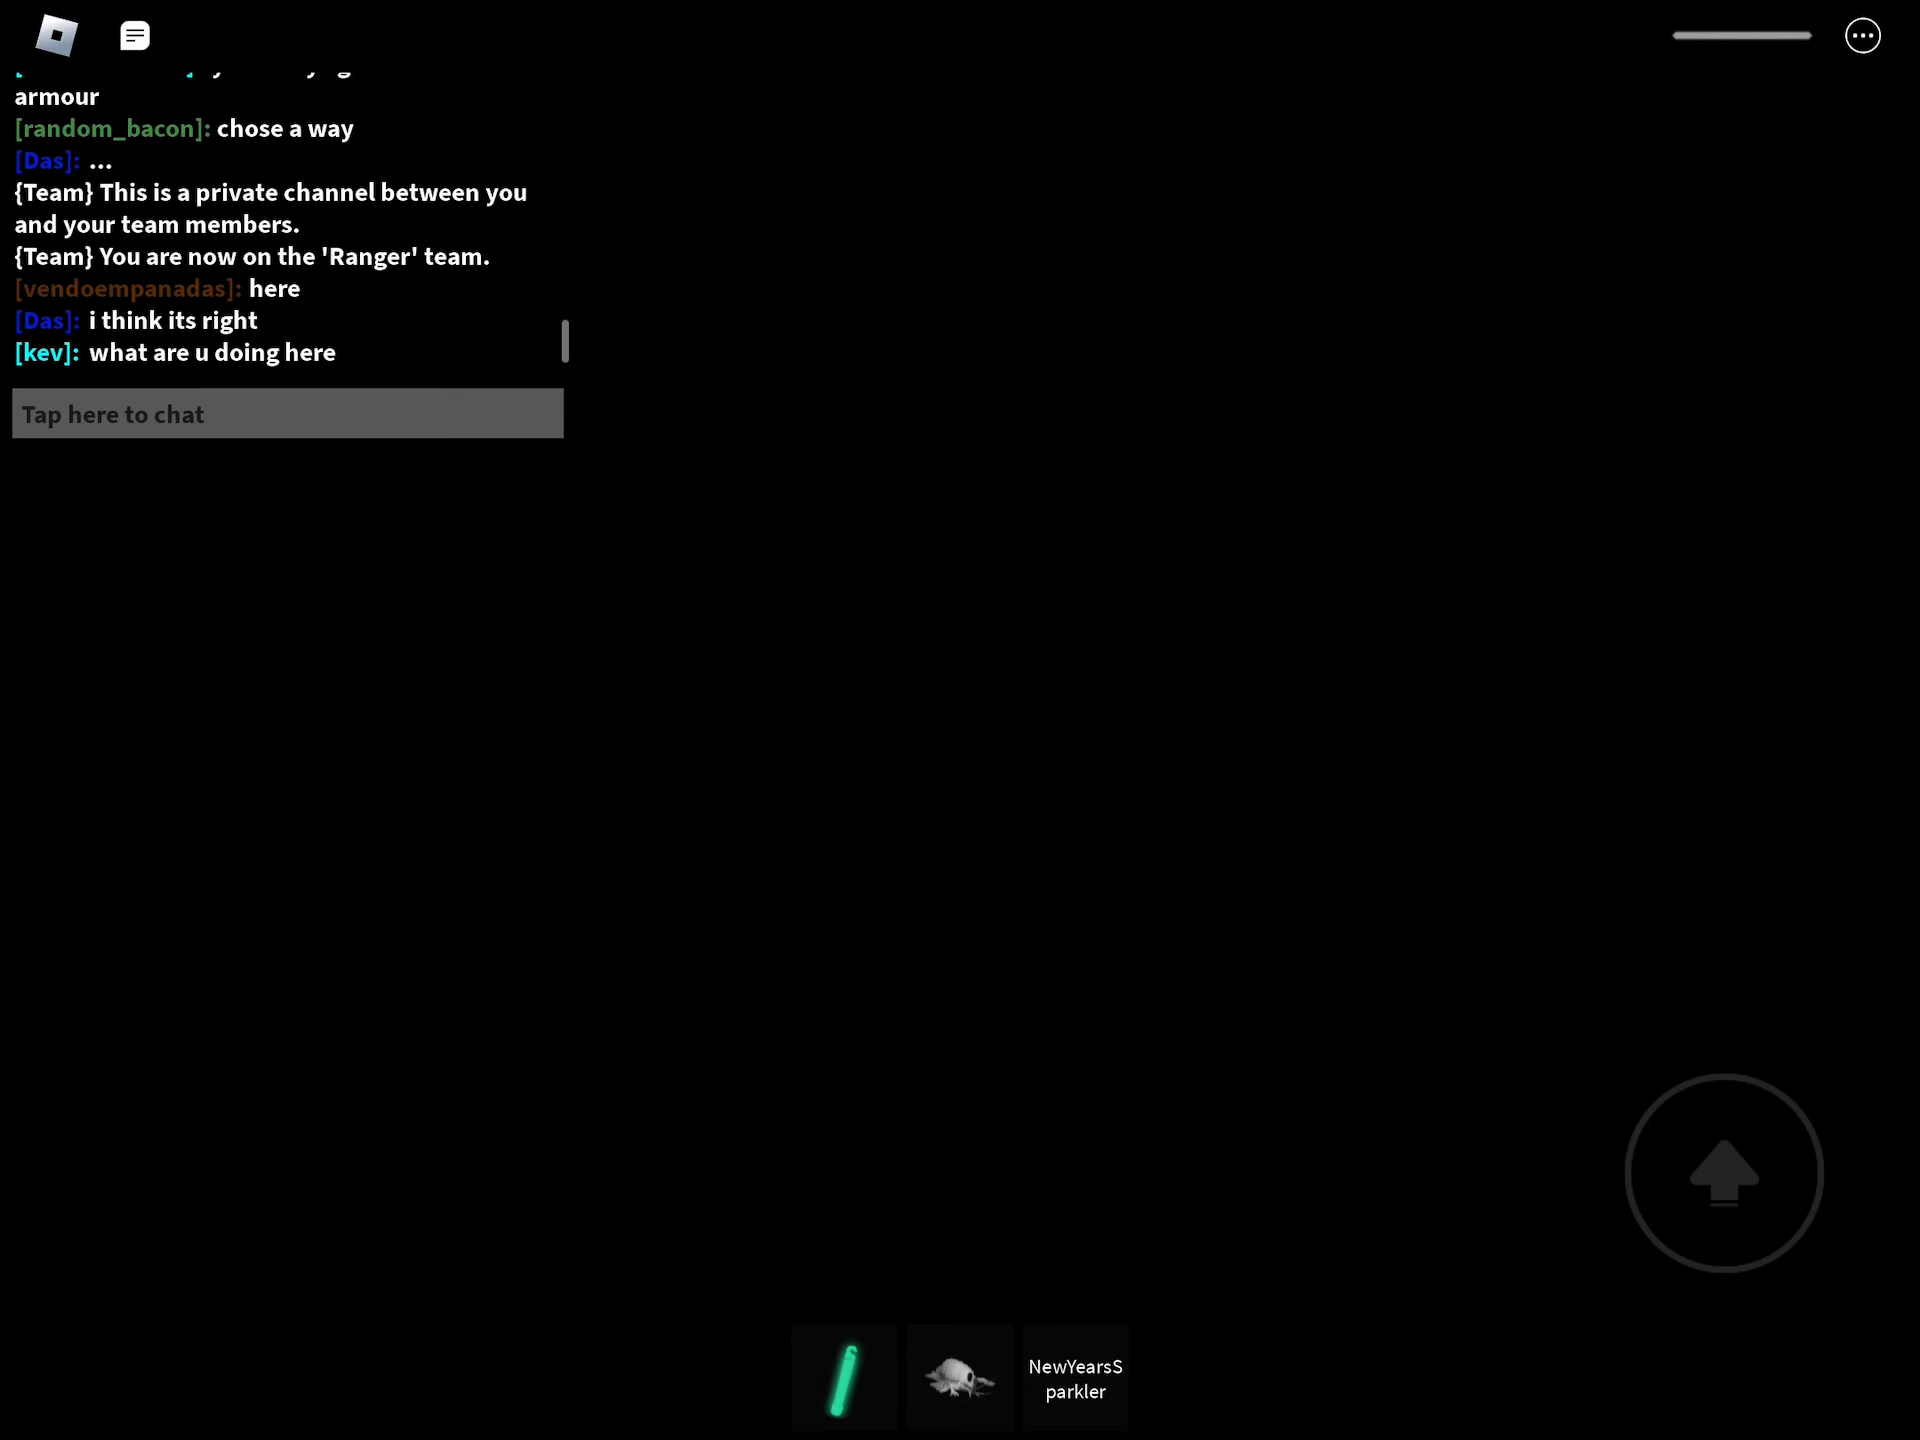 armour
[random_bacon]: chose a way
[Das]: ...
{Team} This is a private channel between you
and your team members.
{Team} You are now on the 'Ranger' team.
[vendoempanadas]: here
[Das]: i think its right
[kev]: what are u doing here
Tap here to chat
NewYearsS
parkler